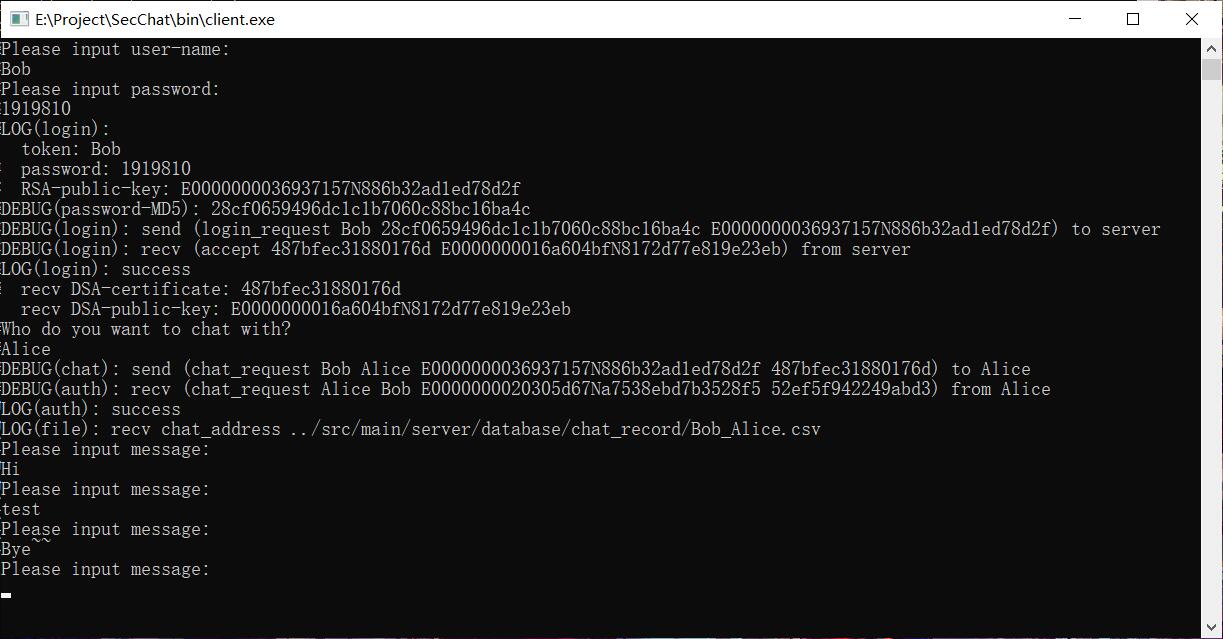 E:\Project\SecChat\bin\client.exe
Please input user-name:
Bob
Please input password:
1919810
LOG(login):
  token: Bob
  password: 1919810
  RSA-public-key: E0000000036937157N886b32ad1ed78d2f
DEBUG(password-MD5): 28cf0659496dc1c1b7060c88bc16ba4c
DEBUG(login): send (login_request Bob 28cf0659496dc1c1b7060c88bc16ba4c E0000000036937157N886b32ad1ed78d2f) to server
DEBUG(login): recv (accept 487bfec31880176d E0000000016a604bfN8172d77e819e23eb) from server
LOG(login): success
  recv DSA-certificate: 487bfec31880176d
  recv DSA-public-key: E0000000016a604bfN8172d77e819e23eb
Who do you want to chat with?
Alice
DEBUG(chat): send (chat_request Bob Alice E0000000036937157N886b32ad1ed78d2f 487bfec31880176d) to Alice
DEBUG(auth): recv (chat_request Alice Bob E0000000020305d67Na7538ebd7b3528f5 52ef5f942249abd3) from Alice
LOG(auth): success
LOG(file): recv chat_address ../src/main/server/database/chat_record/Bob_Alice.csv
Please input message:
Hi
Please input message:
test
Please input message:
Bye~~
Please input message: